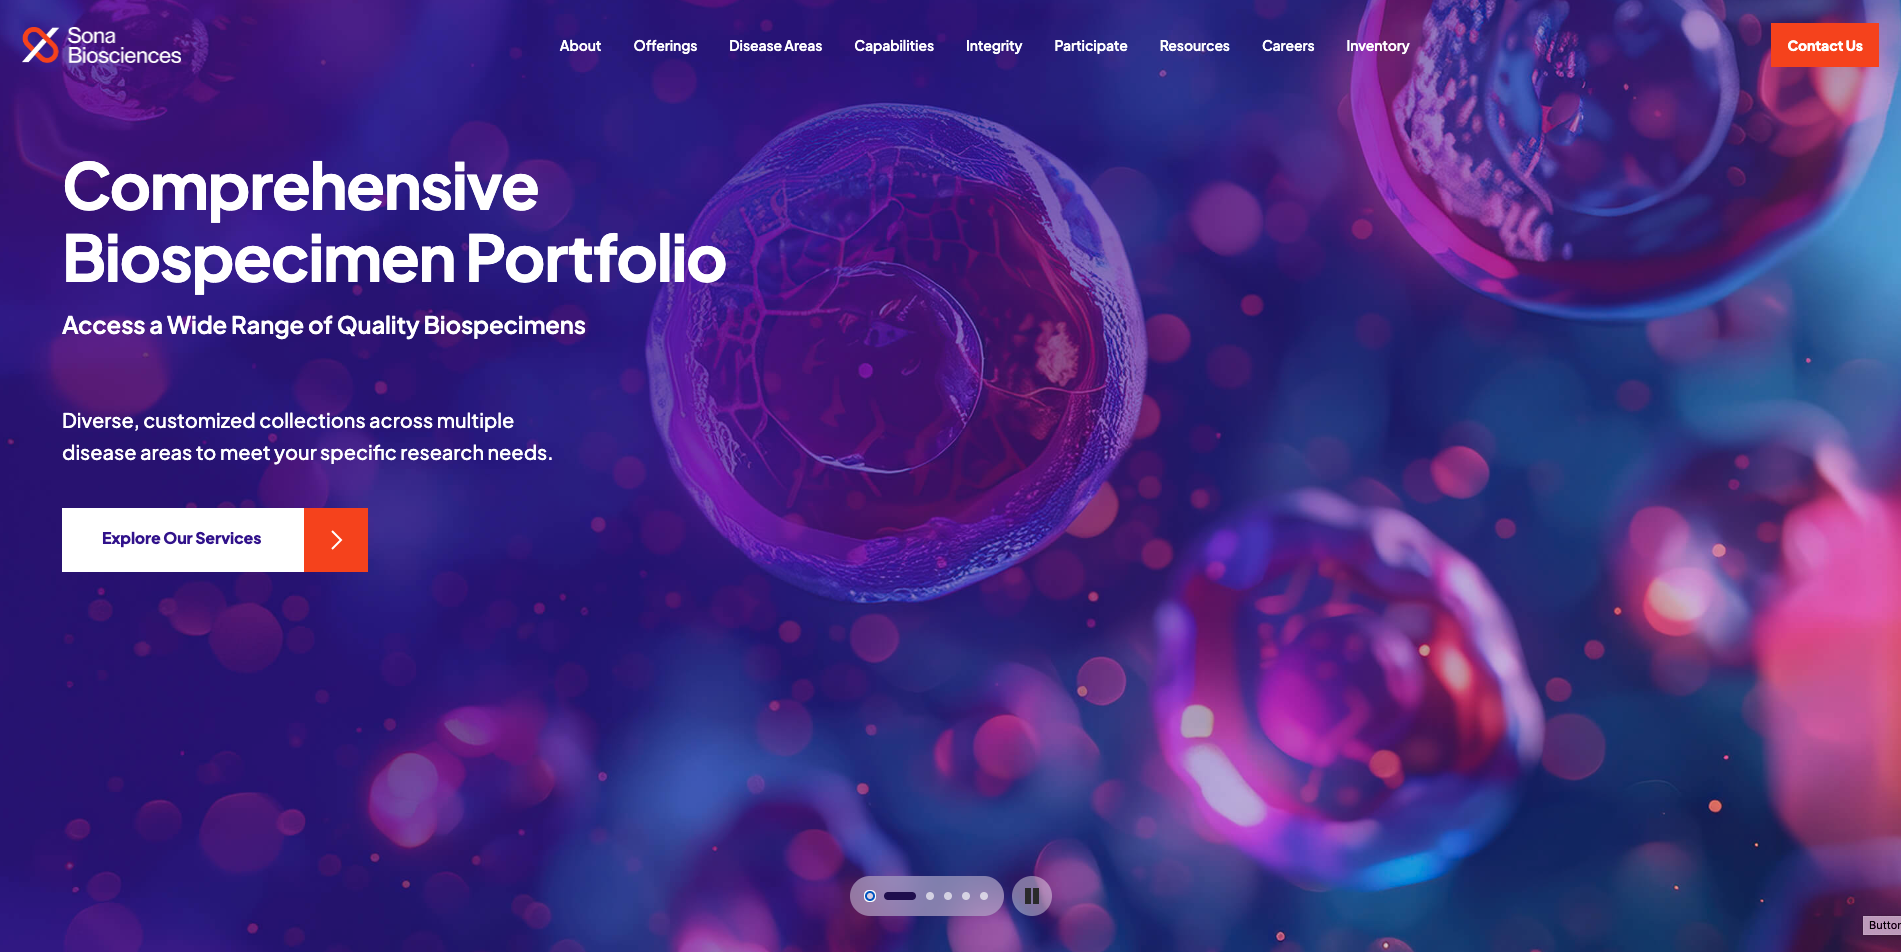 Sona
Biosciences
About
Offerings
Disease Areas
Capabilities
Integrity
Participate
Resources
Careers
Inventory
Contact Us
Comprehensive
Biospecimen Portfolio
Access a Wide Range of Quality Biospecimens
Diverse, customized collections across multiple
disease areas to meet your specific research needs.
Explore Our Services